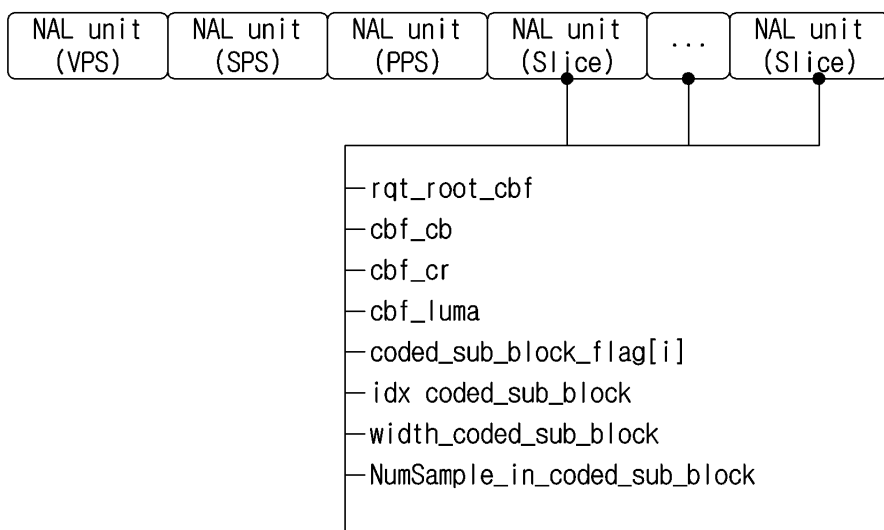 NAL unit
(VPS)
NAL unit
(SPS)
NAL unit
(PPS)
NAL unit
(Slice)
...
NAL unit
(Slice)
rqt_root_cbf
cbf_cb
cbf_cr
cbf_luma
coded_sub_block_flag[i]
idx coded_sub_block
width_coded_sub_block
NumSample_in_coded_sub_block